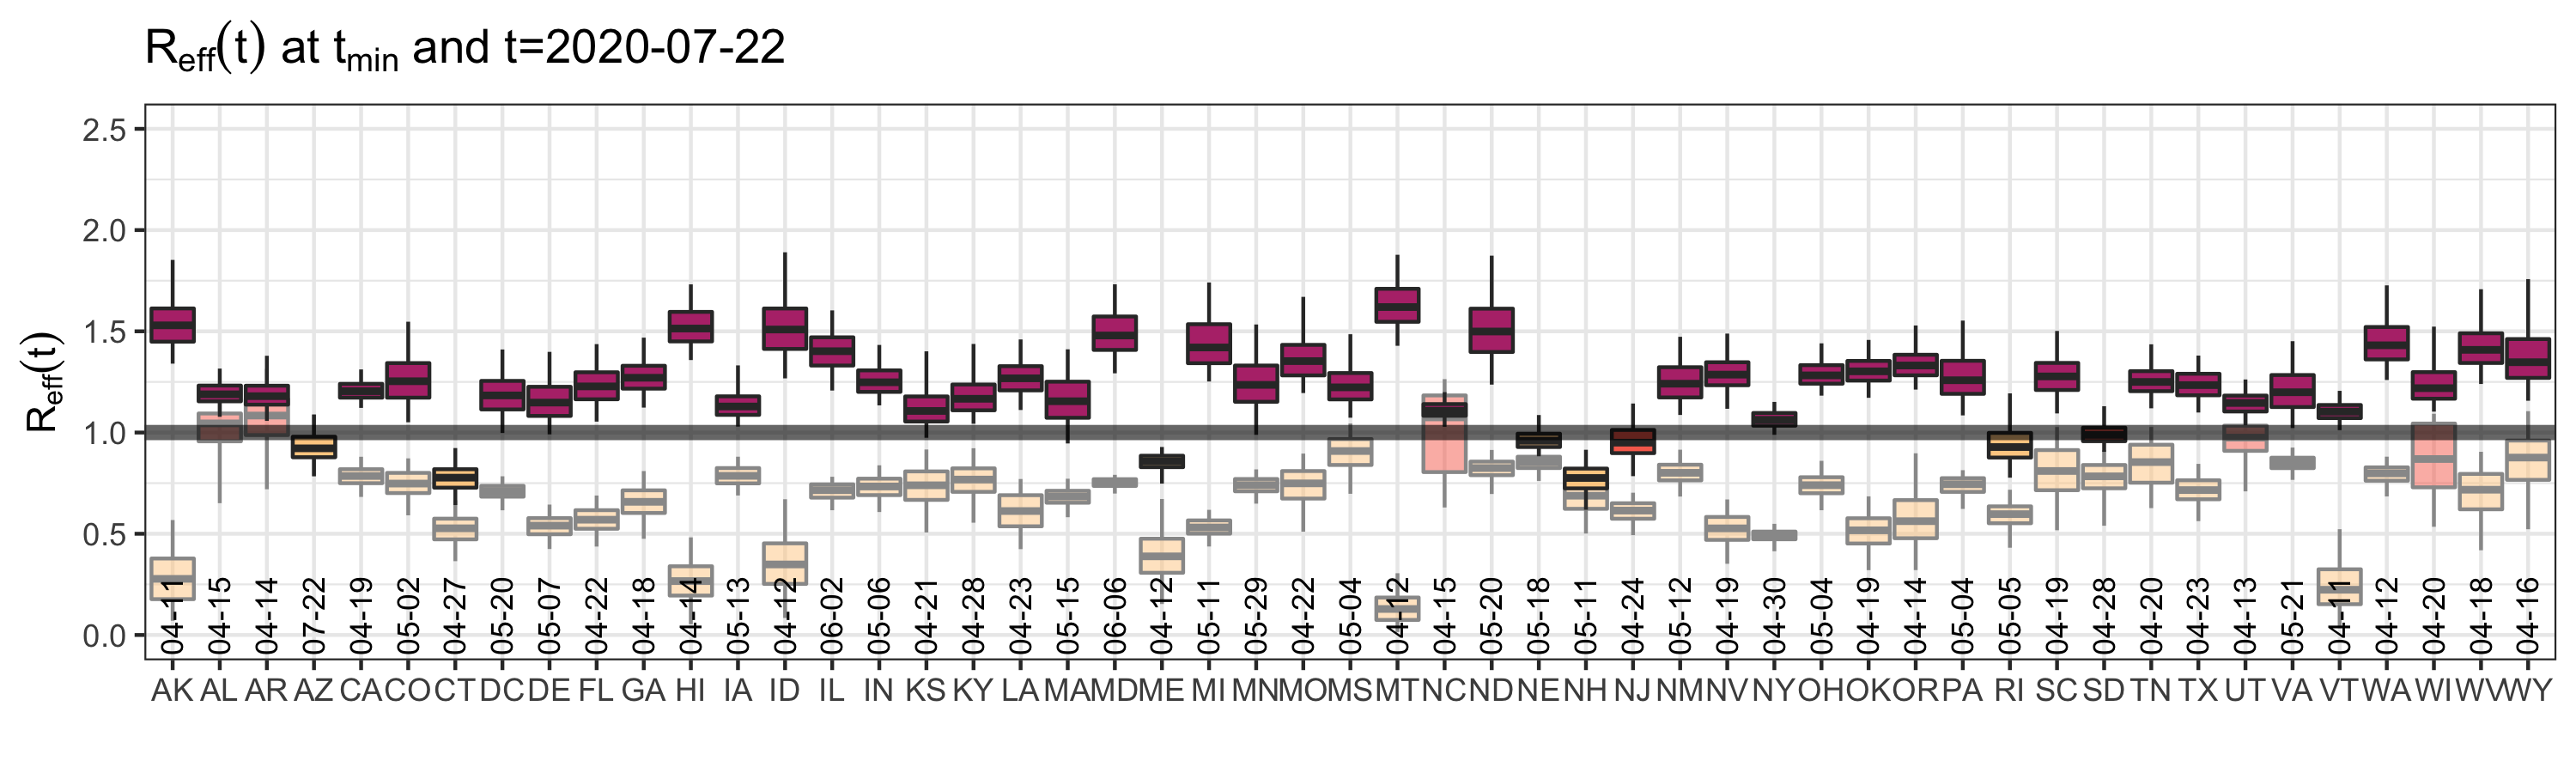 Reff(t) at tmin and t=2020-07-22
Reff(t)
2.5
2.0
1.5
1.0
0.5
0.0
04-11 04-15 04-14 07-22 04-19 05-02 04-27 05-20 05-07 04-22 04-18 04-14 05-13 04-12 06-02 05-06 04-21 04-28 04-23 05-15 06-06 04-12 05-11 05-29 04-22 05-04 04-12 04-15 05-20 05-18 05-11 04-24 05-12 04-19 04-30 05-04 04-19 04-14 05-04 05-05 04-19 04-28 04-20 04-23 04-13 05-21 04-11 04-12 04-20 04-18 04-16
AK AL AR AZ CA CO CT DC DE FL GA HI IA ID IL IN KS KY LA MA MD ME MI MN MO MS MT NC ND NE NH NJ NM NV NY OH OK OR PA RI SC SD TN TX UT VA VT WA WI WV WY